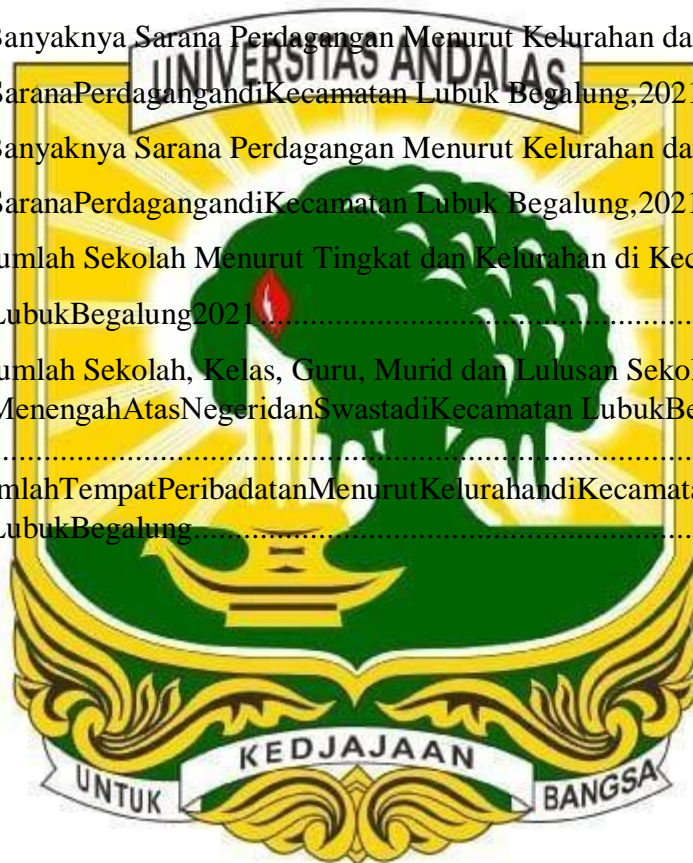 Banyaknya Sarana Perdagangan Menurut Kelurahan da
UNIVERSITAS ANDALAS
SaranaPerdagangandiKecamatan Lubuk Begalung,2021
Banyaknya Sarana Perdagangan Menurut Kelurahan da
SaranaPerdagangandiKecamatan Lubuk Begalung,2021
umlah Sekolah Menurut Tingkat dan Kelurahan di Kec
LubukBegalung2021
umlah Sekolah, Kelas, Guru, Murid dan Lulusan Sekol
MenengahAtasNegeridanSwastadiKecamatan LubukBe
mlahTempatPeribadatanMenurutKelurahandiKecamata
LubukBegalung
UNTUK KEDJAJAAN BANGSA